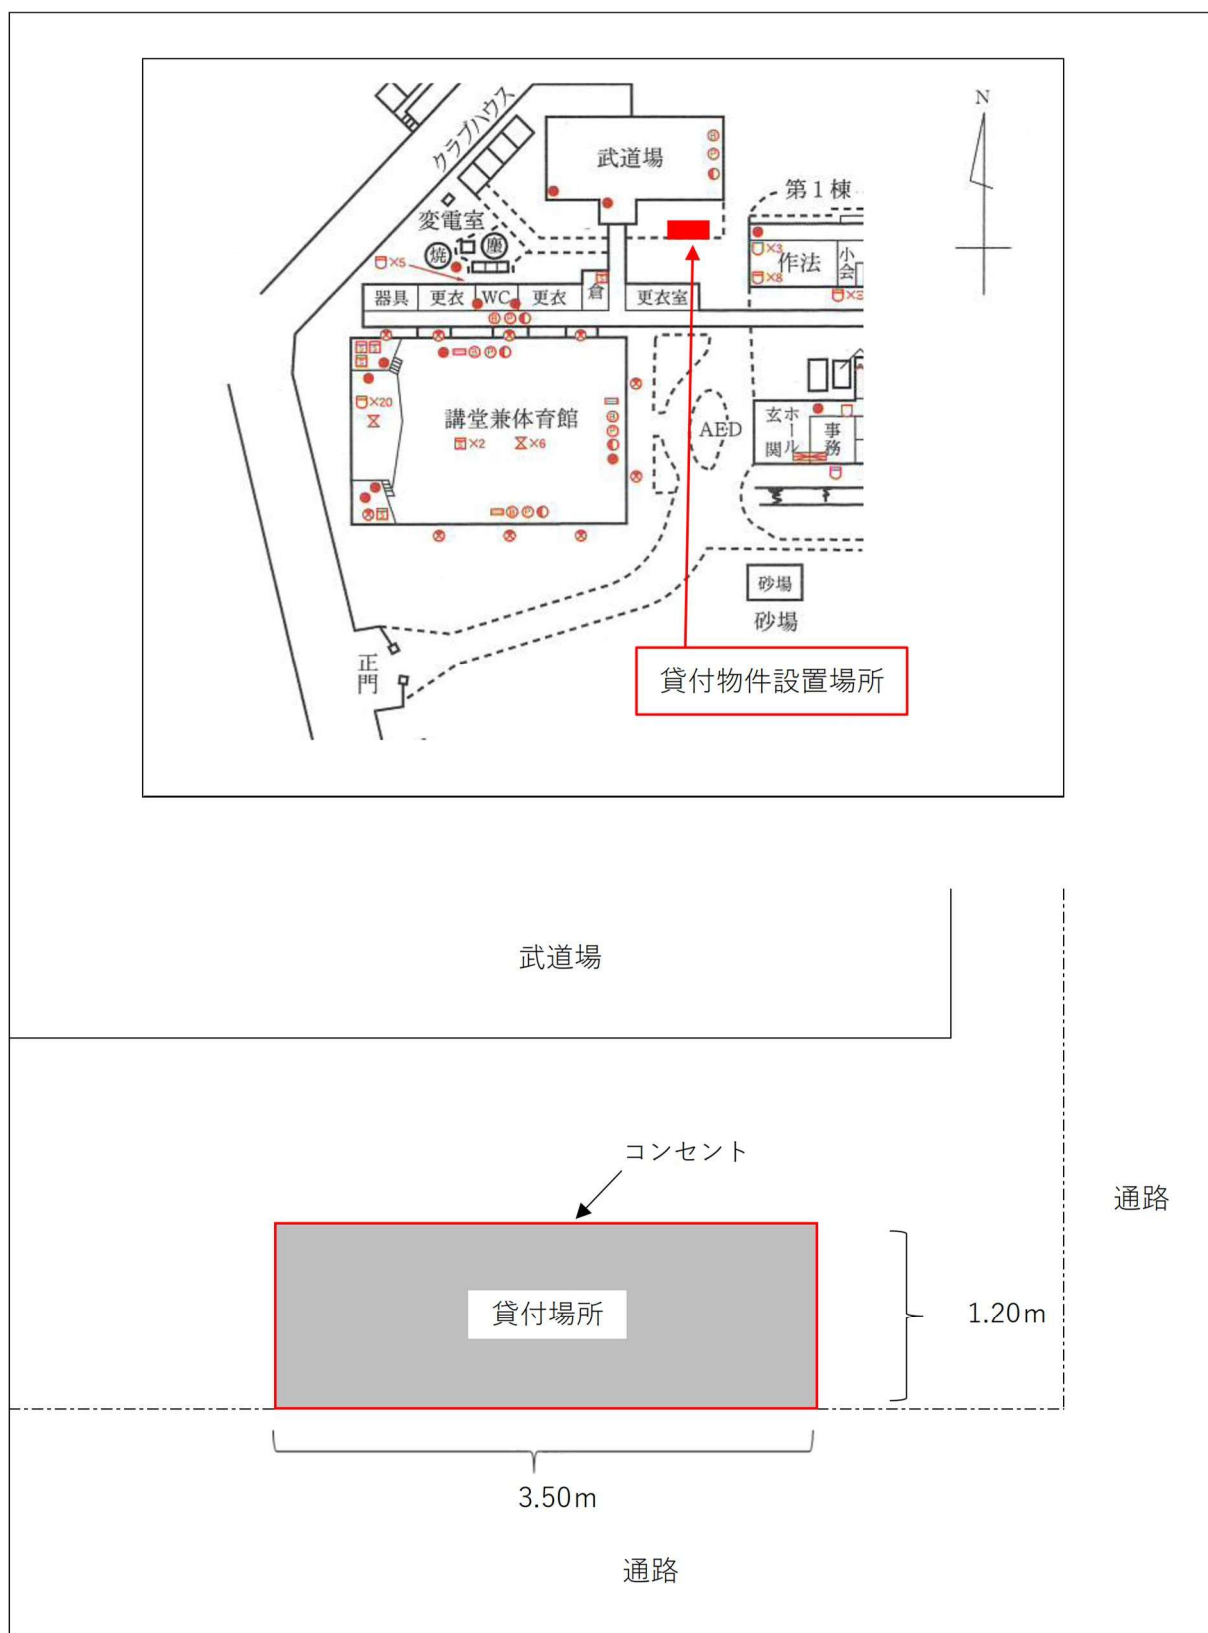 N
クラブハウス
武道場
第1棟
変電室
焼
塵
×5
×3
作法
小会
×8
器具
更衣
WC
更衣
倉
更衣室
B P
B P
×20
講堂兼体育館
×2
×6
B
P
AED
玄関
ホール
事務
B P
砂場
砂場
正門
貸付物件設置場所
武道場
コンセント
通路
貸付場所
1.20m
3.50m
通路